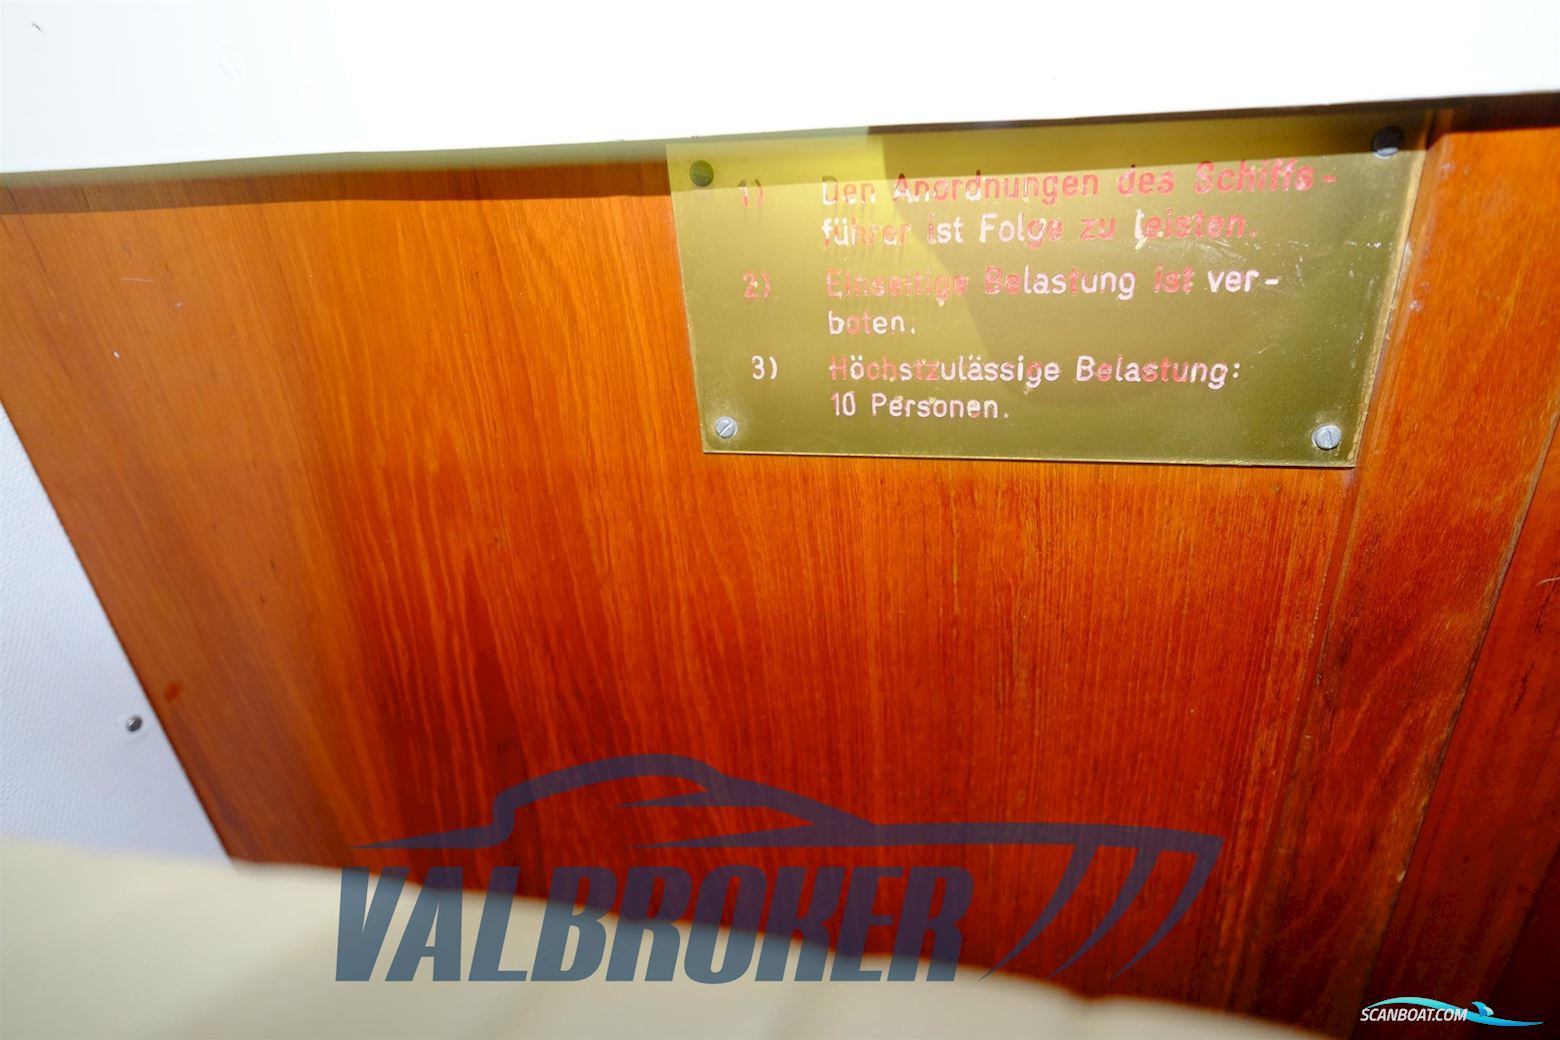 1) Den Anordnungen des Schiffs-
führer ist Folge zu leisten.
2) Einseitige Belastung ist ver-
boten.
3) Höchstzulässige Belastung:
10 Personen.
VALBROKER
SCANBOAT.COM